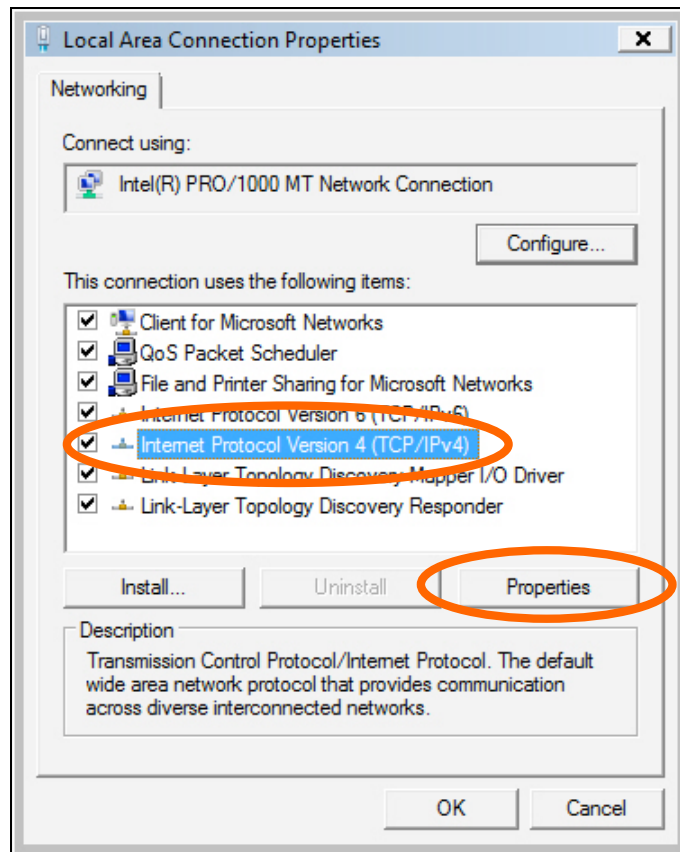 Local Area Connection Properties
Networking
Connect using:
Intel(R) PRO/1000 MT Network Connection
Configure...
This connection uses the following items:
Client for Microsoft Networks
QoS Packet Scheduler
File and Printer Sharing for Microsoft Networks
Internet Protocol Version 6 (TCP/IPv6)
Internet Protocol Version 4 (TCP/IPv4)
Link-Layer Topology Discovery Mapper I/O Driver
Link-Layer Topology Discovery Responder
Install...
Uninstall
Properties
Description
Transmission Control Protocol/Internet Protocol. The default
wide area network protocol that provides communication
across diverse interconnected networks.
OK
Cancel